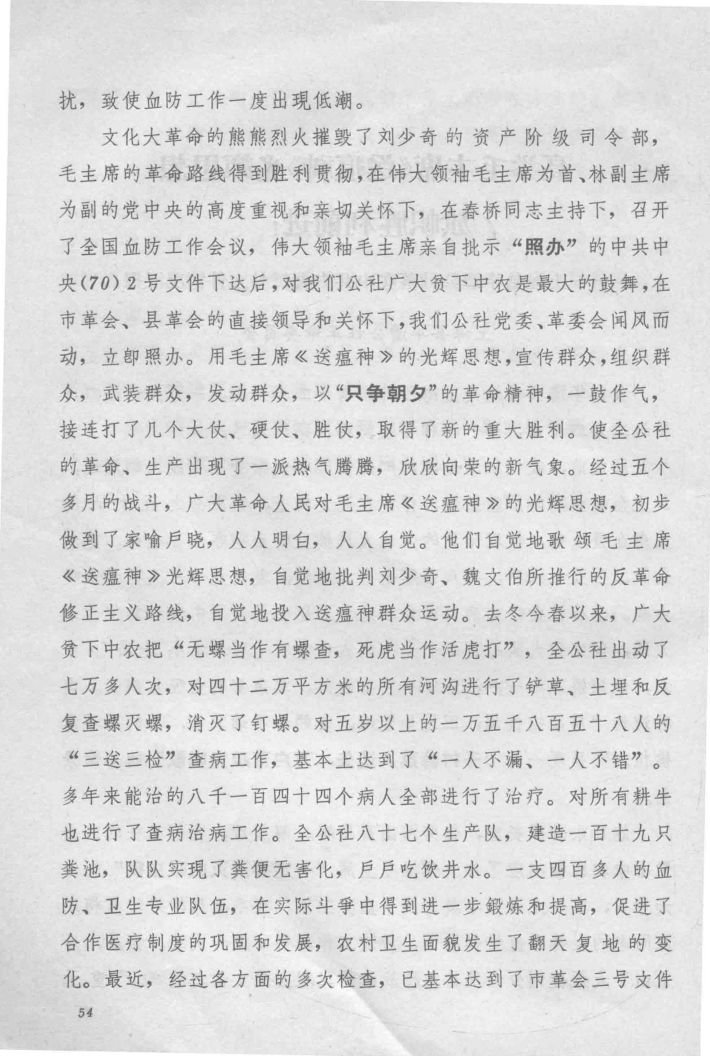 扰，致使血防工作一度出现低潮。
文化大革命的熊熊烈火摧毁了刘少奇的资产阶级司令部，
毛主席的革命路线得到胜利贯彻，在伟大领袖毛主席为首、林副主席
为副的党中央的高度重视和亲切关怀下，在春桥同志主持下，召开
了全国血防工作会议，伟大领袖毛主席亲自批示“照办”的中共中
央(70)2号文件下达后，对我们公社广大贫下中农是最大的鼓舞，在
市革会、县革会的直接领导和关怀下，我们公社党委、革委会闻风而
动，立卽照办。用毛主席《送瘟神》的光辉思想，宣传群众，组织群
众，武装群众，发动群众，以“只争朝夕”的革命精神，一鼓作气，
接连打了几个大仗、硬仗、胜仗，取得了新的重大胜利。使全公社
的革命、生产出现了一派热气腾腾，欣欣向荣的新气象。经过五个
多月的战斗，广大革命人民对毛主席《送瘟神》的光辉思想，初步
做到了家喻戶晓，人人明白，人人自觉。他们自觉地歌颂毛主席
《送瘟神》光辉思想，自觉地批判刘少奇、魏文伯所推行的反革命
修正主义路线，自觉地投入送瘟神群众运动。去冬今春以来，广大
贫下中农把“无螺当作有螺查，死虎当作活虎打”，全公社出动了
七万多人次，对四十二万平方米的所有河沟进行了铲草、土埋和反
复查螺灭螺，消灭了钉螺。对五岁以上的一万五千八百五十八人的
“三送三检”查病工作，基本上达到了“一人不漏、一人不错”。
多年来能治的八千一百四十四个病人全部进行了治疗。对所有耕牛
也进行了查病治病工作。全公社八十七个生产队，建造一百十九只
粪池，队队实现了粪便无害化，戶戶吃饮井水。一支四百多人的血
防、卫生专业队伍，在实际斗爭中得到进一步鍛炼和提高，促进了
合作医疗制度的巩固和发展，农村卫生面貌发生了翻天复地的变
化。最近，经过各方面的多次检查，已基本达到了市革会三号文件
54